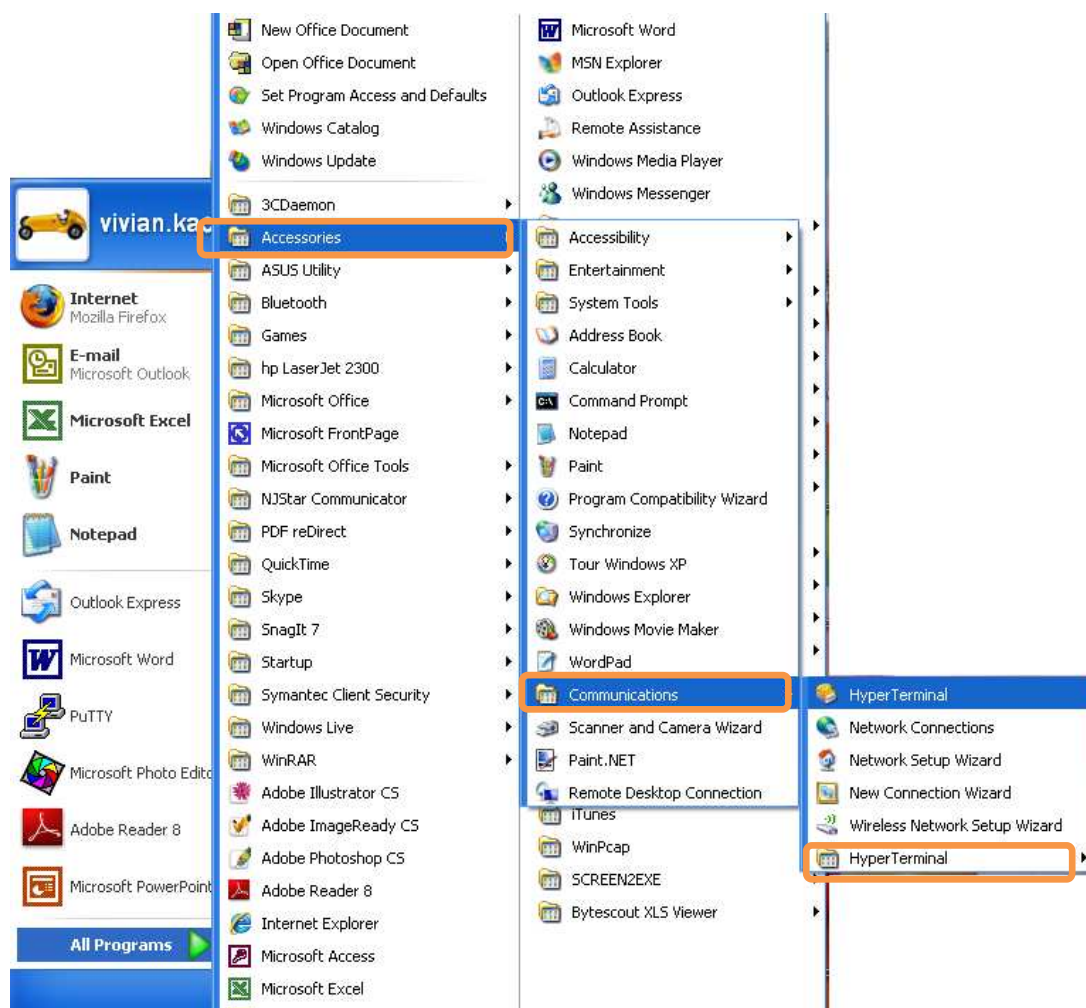 vivian.kao
Internet
Mozilla Firefox
E-mail
Microsoft Outlook
Microsoft Excel
Paint
Notepad
Outlook Express
Microsoft Word
PuTTY
Microsoft Photo Edito
Adobe Reader 8
Microsoft PowerPoint
All Programs
New Office Document
Open Office Document
Set Program Access and Defaults
Windows Catalog
Windows Update
3CDaemon
Accessories
ASUS Utility
Bluetooth
Games
hp LaserJet 2300
Microsoft Office
Microsoft FrontPage
Microsoft Office Tools
NJStar Communicator
PDF reDirect
QuickTime
Skype
SnagIt 7
Startup
Symantec Client Security
Windows Live
WinRAR
Adobe Illustrator CS
Adobe ImageReady CS
Adobe Photoshop CS
Adobe Reader 8
Internet Explorer
Microsoft Access
Microsoft Excel
Microsoft Word
MSN Explorer
Outlook Express
Remote Assistance
Windows Media Player
Windows Messenger
Accessibility
Entertainment
System Tools
Address Book
Calculator
Command Prompt
Notepad
Paint
Program Compatibility Wizard
Synchronize
Tour Windows XP
Windows Explorer
Windows Movie Maker
WordPad
Communications
Scanner and Camera Wizard
Paint.NET
Remote Desktop Connection
iTunes
WinPcap
SCREEN2EXE
Bytescout XLS Viewer
HyperTerminal
Network Connections
Network Setup Wizard
New Connection Wizard
Wireless Network Setup Wizard
HyperTerminal